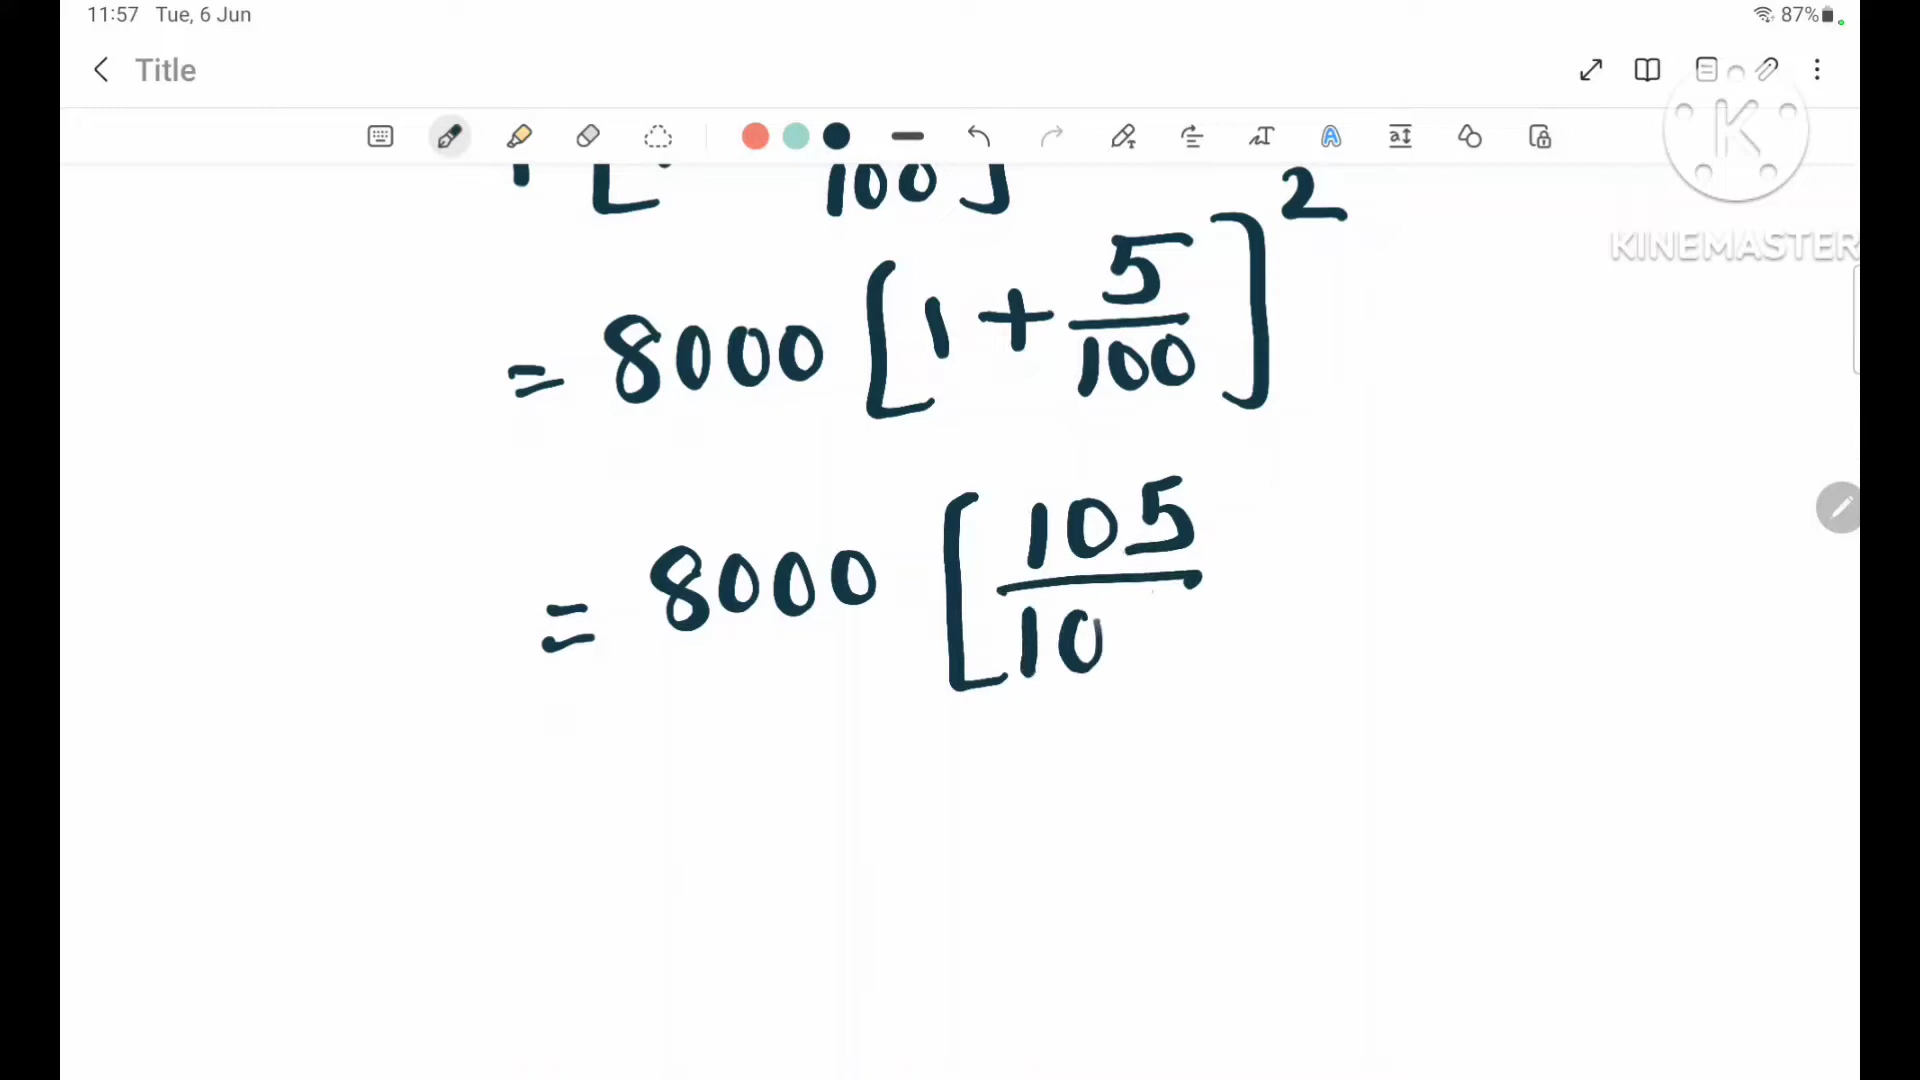 11:57 Tue, 6 Jun 87%
Title
K
KINEMASTER
100 ]
= 8000 [1 + 5/100]²
= 8000 [105/10